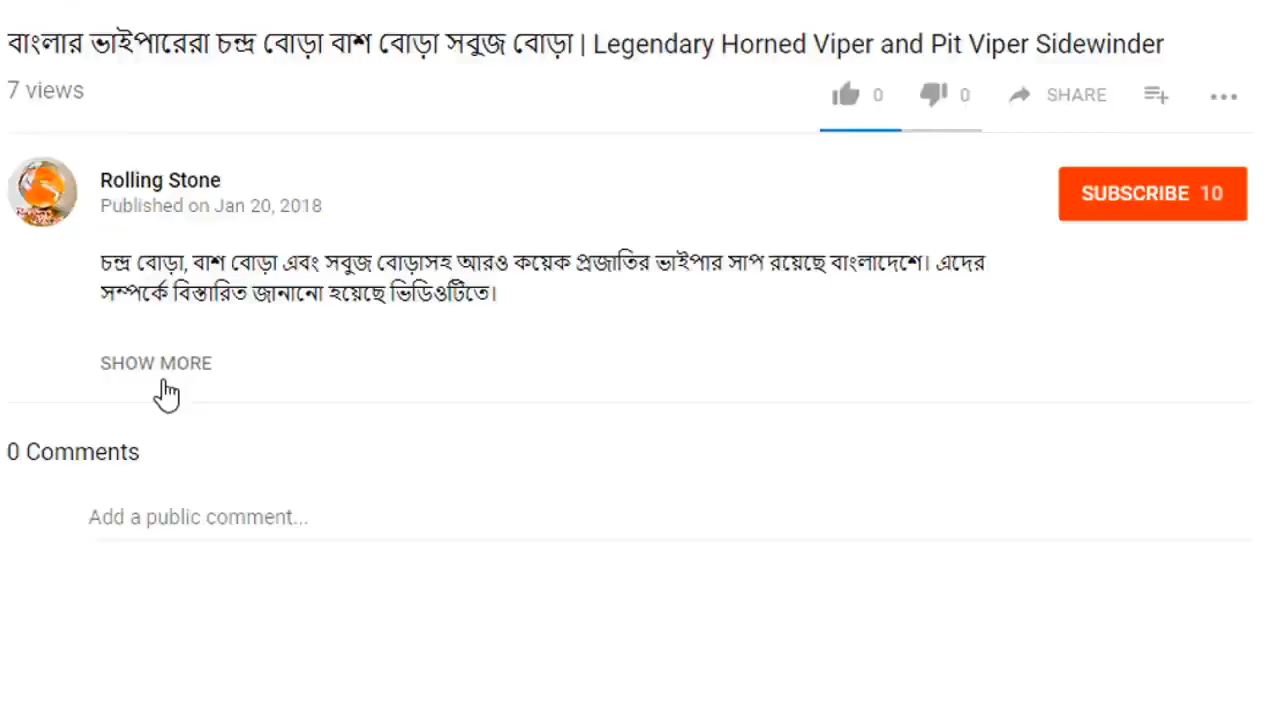 বাংলার ভাইপারেরা চন্দ্র বোড়া বাশ বোড়া সবুজ বোড়া | Legendary Horned Viper and Pit Viper Sidewinder
7 views
0 0 SHARE
Rolling Stone
Published on Jan 20, 2018
SUBSCRIBE 10
চন্দ্র বোড়া, বাশ বোড়া এবং সবুজ বোড়াসহ আরও কয়েক প্রজাতির ভাইপার সাপ রয়েছে বাংলাদেশে। এদের
সম্পর্কে বিস্তারিত জানানো হয়েছে ভিডিওটিতে।
SHOW MORE
0 Comments
Add a public comment...